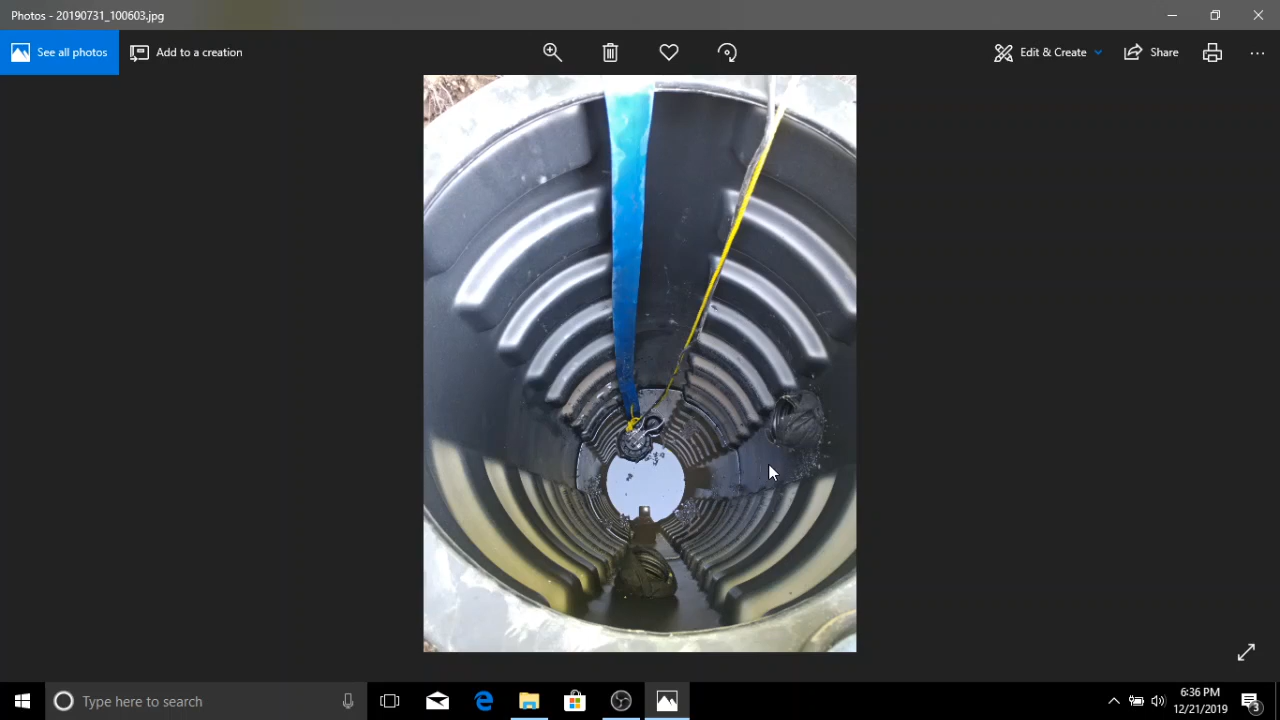 Photos - 20190731_100603.jpg
See all photos
Add to a creation
Edit & Create
Share
Type here to search
6:36 PM
12/21/2019
3